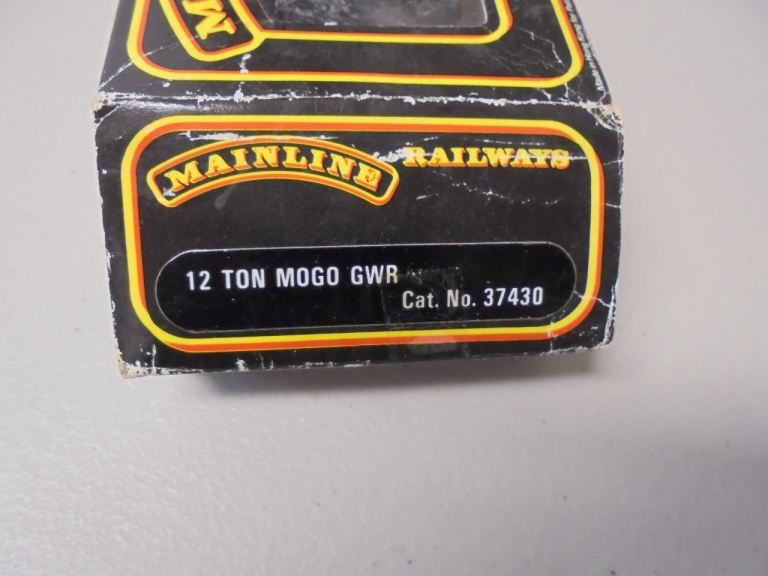 M
MAINLINE RAILWAYS
12 TON MOGO GWR
Cat. No. 37430